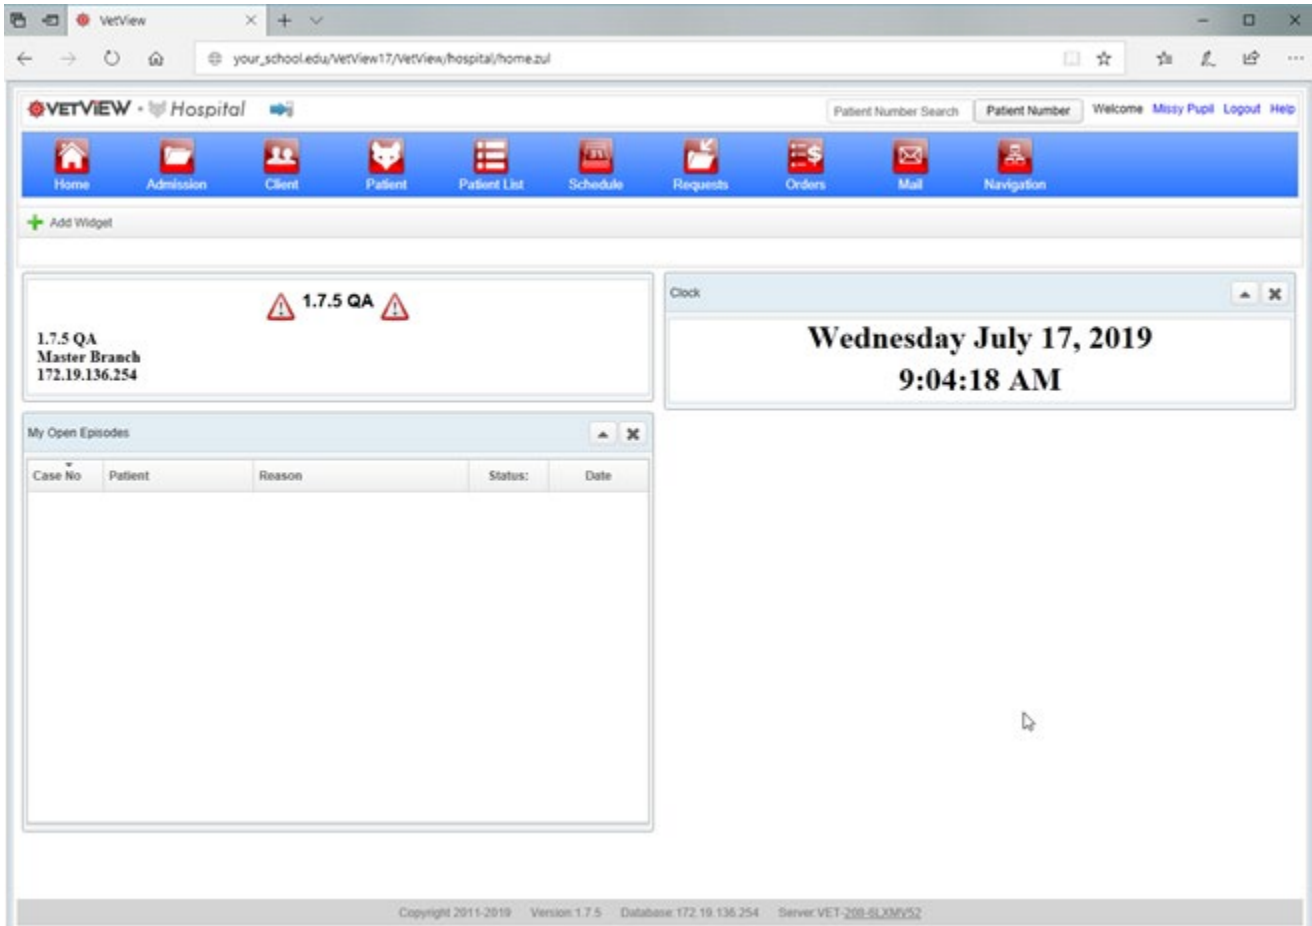 VetView
your_school.edu/VetView17/VetView/hospital/home.zul
VETVIEW · Hospital
Patient Number Search Patient Number Welcome Missy Pupil Logout Help
Home Admission Client Patient Patient List Schedule Requests Orders Mail Navigation
Add Widget
1.7.5 QA
1.7.5 QA
Master Branch
172.19.136.254
Clock
Wednesday July 17, 2019
9:04:18 AM
My Open Episodes
Case No Patient Reason Status: Date
Copyright 2011-2019 Version:1.7.5 Database:172.19.136.254 Server:VET-208-6LXMV52